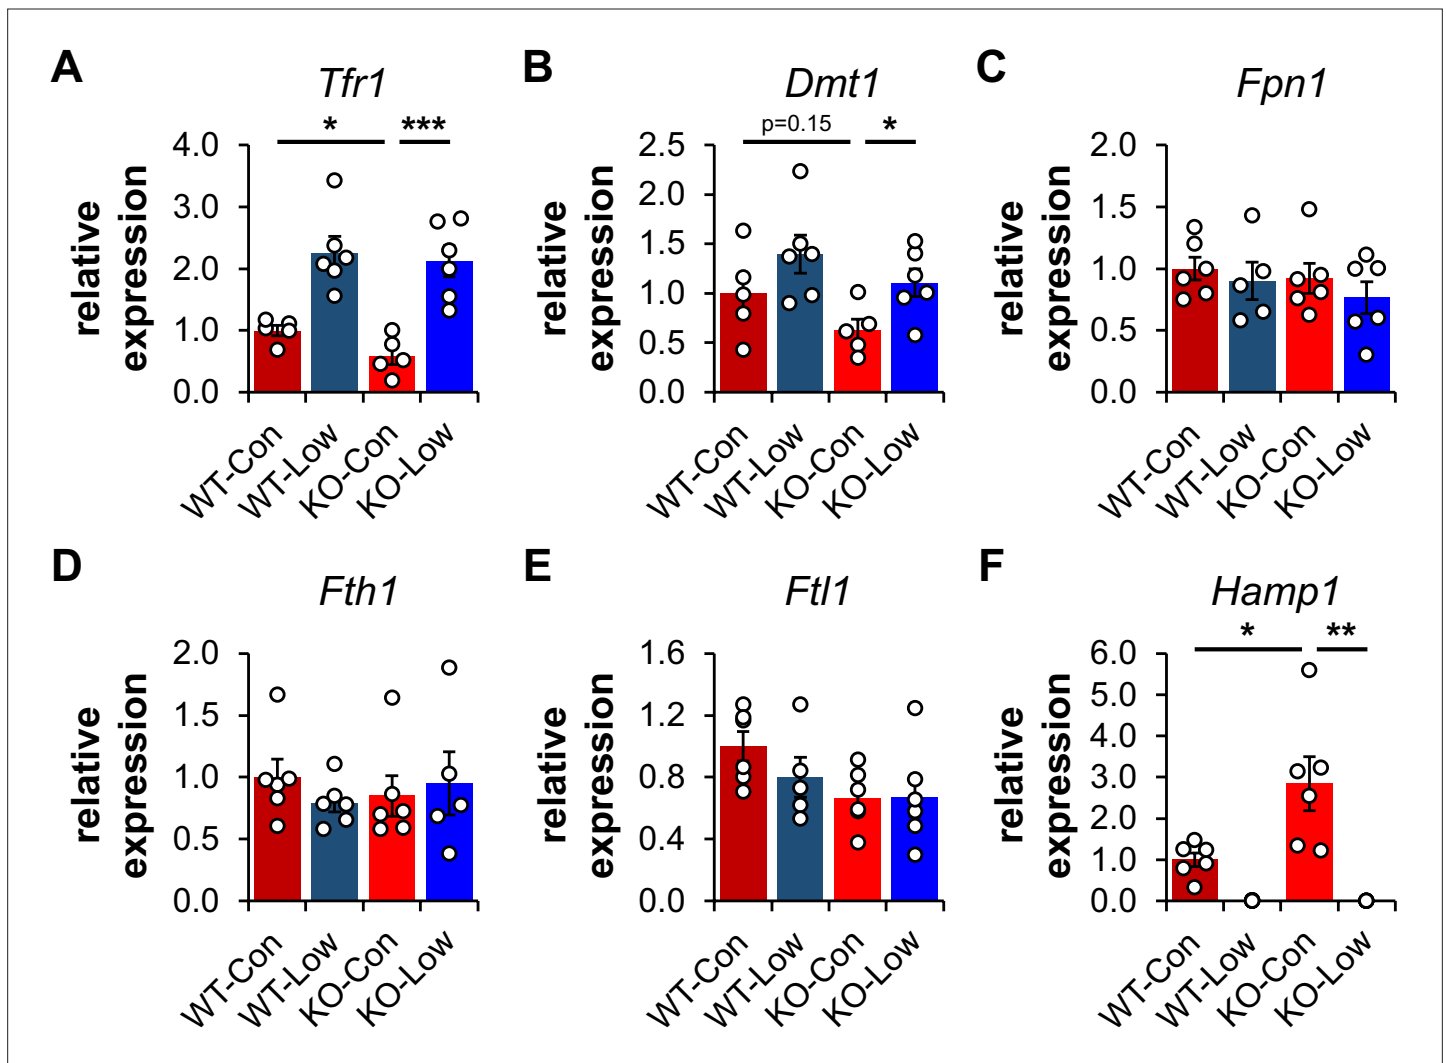 A
Tfr1
* ***
relative
expression
4.0
3.0
2.0
1.0
0.0
WT-Con
WT-Low
KO-Con
KO-Low
B
Dmt1
p=0.15 *
relative
expression
2.5
2.0
1.5
1.0
0.5
0.0
WT-Con
WT-Low
KO-Con
KO-Low
C
Fpn1
relative
expression
2.0
1.5
1.0
0.5
0.0
WT-Con
WT-Low
KO-Con
KO-Low
D
Fth1
relative
expression
2.0
1.5
1.0
0.5
0.0
WT-Con
WT-Low
KO-Con
KO-Low
E
Ftl1
relative
expression
1.6
1.2
0.8
0.4
0.0
WT-Con
WT-Low
KO-Con
KO-Low
F
Hamp1
* **
relative
expression
6.0
5.0
4.0
3.0
2.0
1.0
0.0
WT-Con
WT-Low
KO-Con
KO-Low